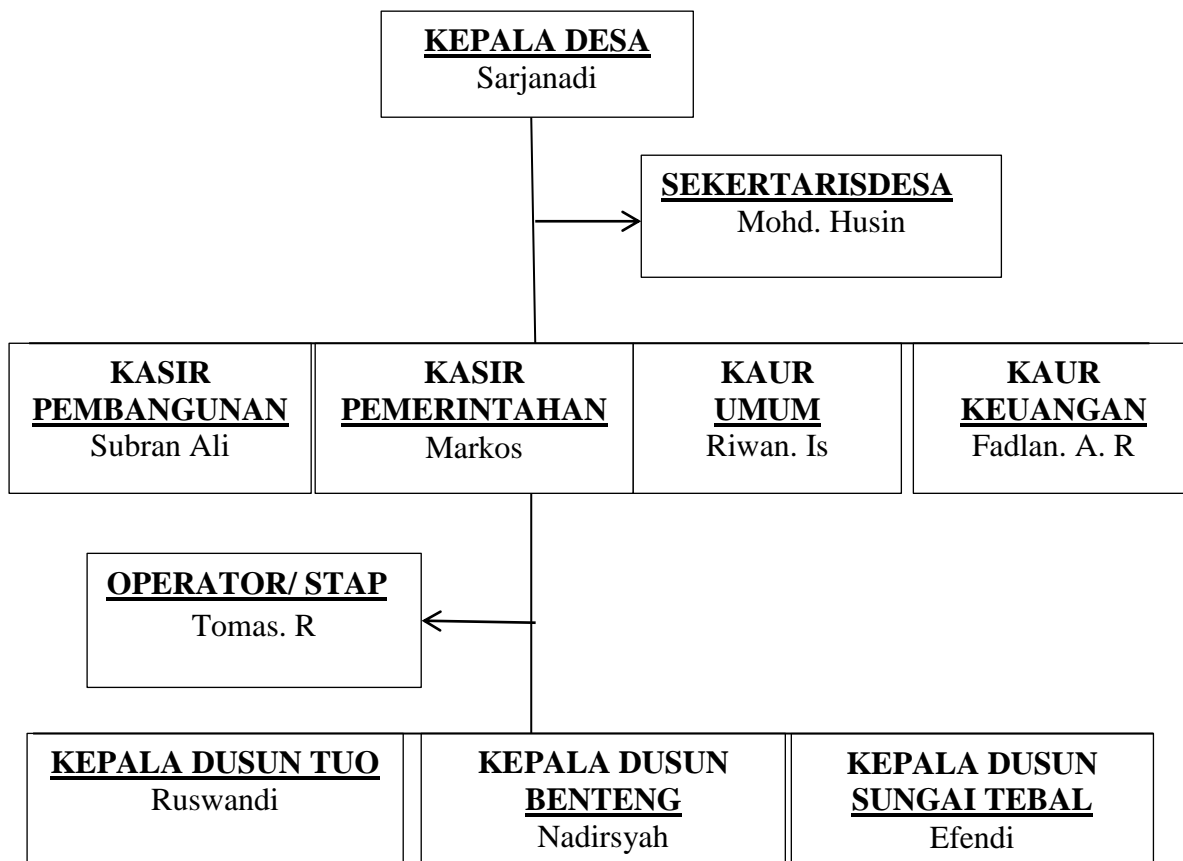 KEPALA DESA
Sarjanadi
SEKERTARISDESA
Mohd. Husin
KASIR
PEMBANGUNAN
Subran Ali
KASIR
PEMERINTAHAN
Markos
KAUR
UMUM
Riwan. Is
KAUR
KEUANGAN
Fadlan. A. R
OPERATOR/ STAP
Tomas. R
KEPALA DUSUN TUO
Ruswandi
KEPALA DUSUN
BENTENG
Nadirsyah
KEPALA DUSUN
SUNGAI TEBAL
Efendi